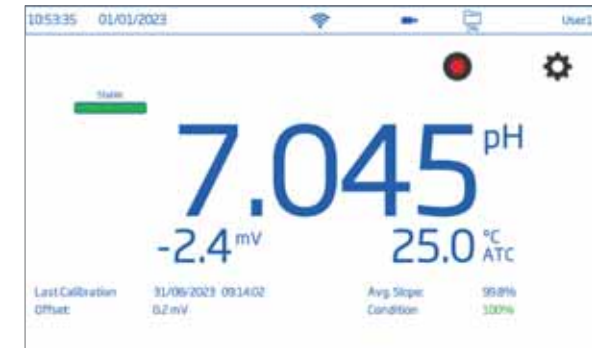 10:53:35 01/01/2023 User1
Stable
7.045 pH
-2.4 mV 25.0 °C ATC
Last Calibration 31/06/2023 09:14:02 Avg. Slope: 99.8%
Offset: 0.2 mV Condition 100%